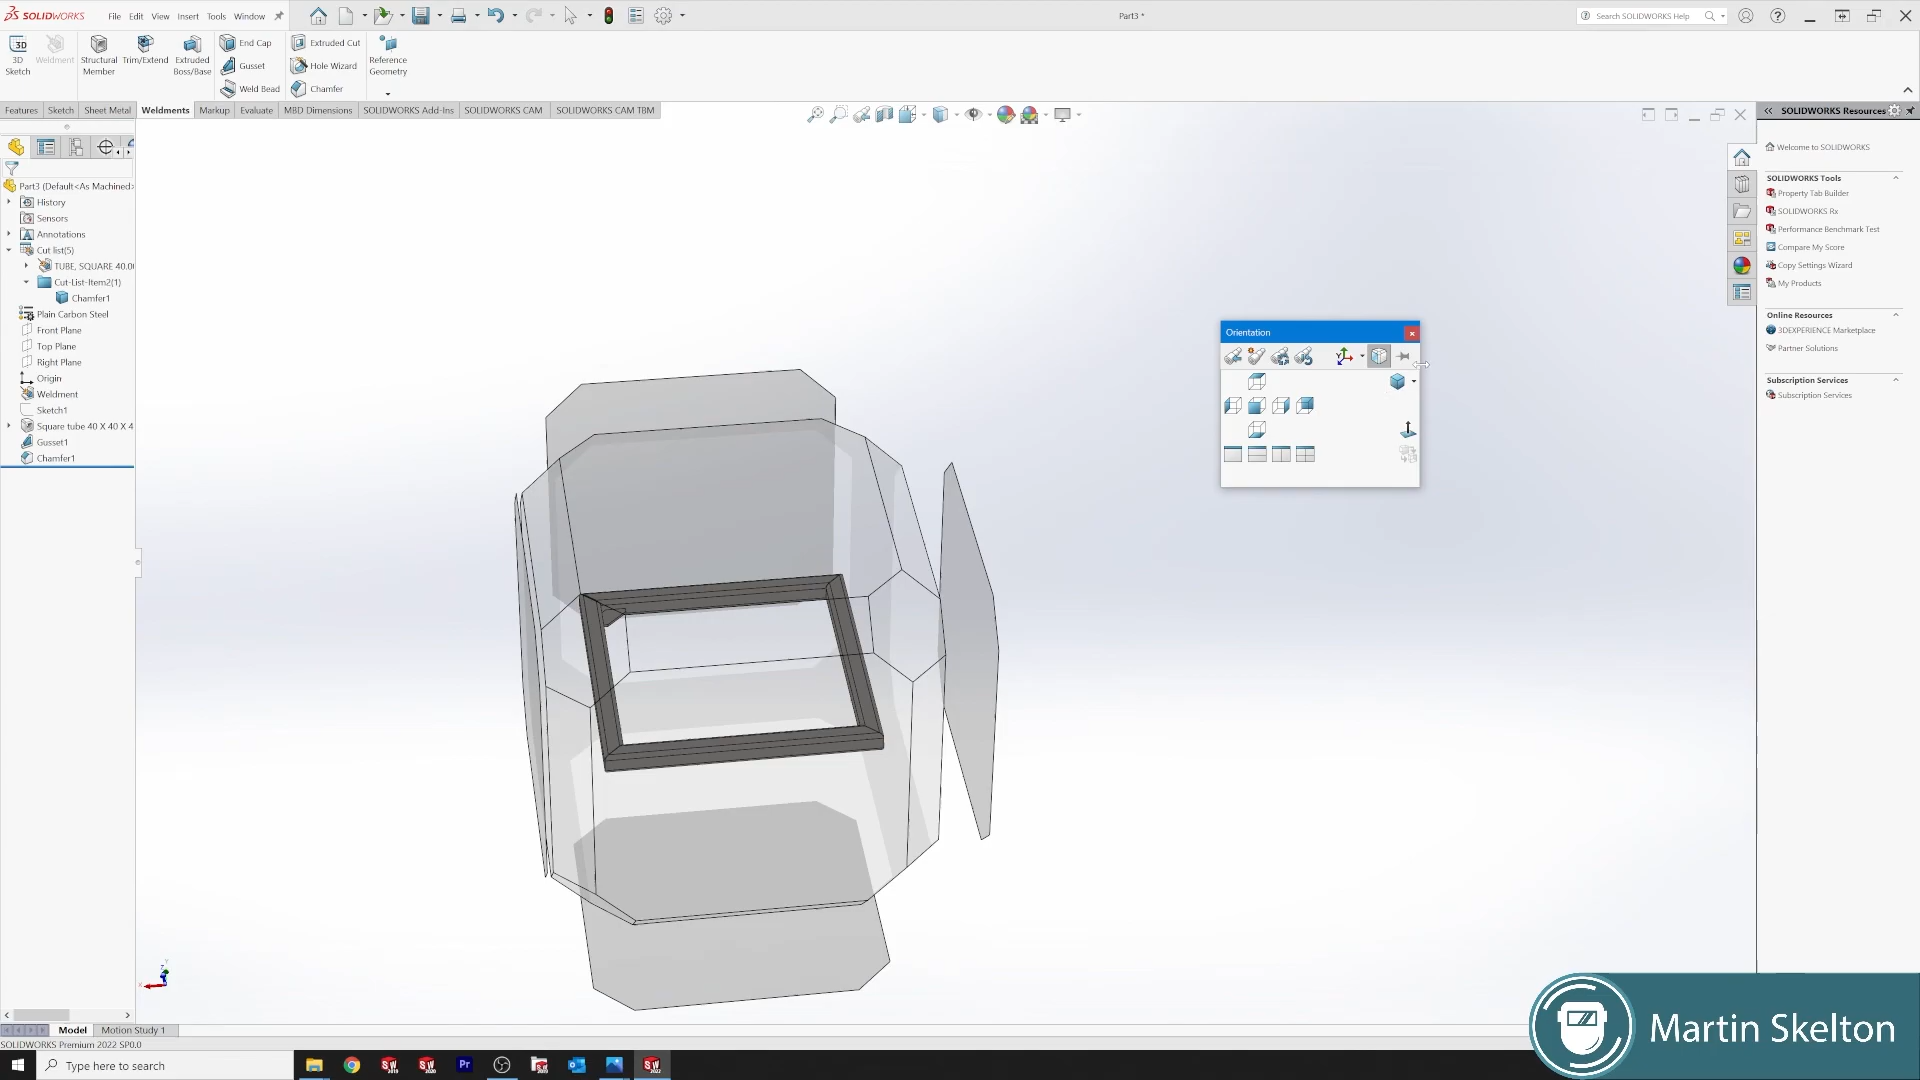 SOLIDWORKS
File Edit View Insert Tools Window
Part3 *
Search SOLIDWORKS Help
3D Sketch
Weldment
Structural Member
Trim/Extend
Extruded Boss/Base
End Cap
Gusset
Weld Bead
Extruded Cut
Hole Wizard
Chamfer
Reference Geometry
Features Sketch Sheet Metal Weldments Markup Evaluate MBD Dimensions SOLIDWORKS Add-Ins SOLIDWORKS CAM SOLIDWORKS CAM TBM
Part3 (Default<As Machined>
History
Sensors
Annotations
Cut list(5)
TUBE, SQUARE 40.0
Cut-List-Item2(1)
Chamfer1
Plain Carbon Steel
Front Plane
Top Plane
Right Plane
Origin
Weldment
Sketch1
Square tube 40 X 40 X 4
Gusset1
Chamfer1
Orientation
SOLIDWORKS Resources
Welcome to SOLIDWORKS
SOLIDWORKS Tools
Property Tab Builder
SOLIDWORKS Rx
Performance Benchmark Test
Compare My Score
Copy Settings Wizard
My Products
Online Resources
3DEXPERIENCE Marketplace
Partner Solutions
Subscription Services
Subscription Services
Model Motion Study 1
SOLIDWORKS Premium 2022 SP0.0
Type here to search
Martin Skelton